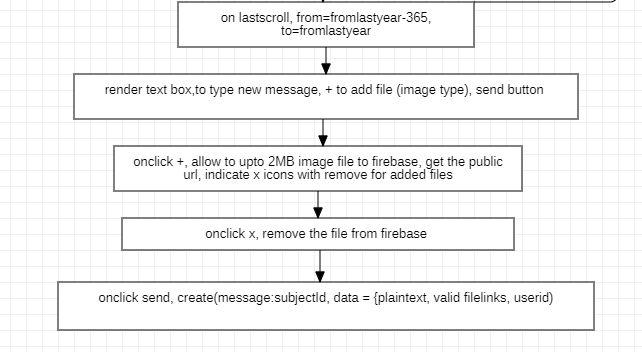 on lastscroll, from=fromlastyear-365,
to=fromlastyear
render text box,to type new message, + to add file (image type), send button
onclick +, allow to upto 2MB image file to firebase, get the public
url, indicate x icons with remove for added files
onclick x, remove the file from firebase
onclick send, create(message:subjectId, data = {plaintext, valid filelinks, userid)